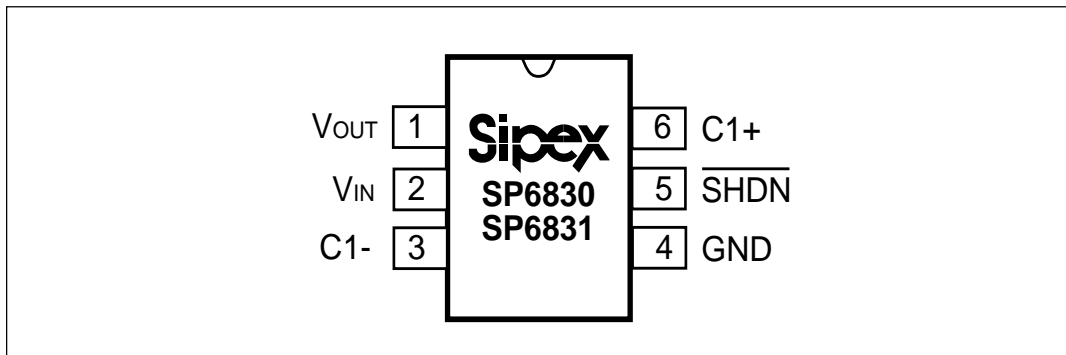 VOUT 1
VIN 2
C1- 3
Sipex
SP6830
SP6831
6 C1+
5 SHDN
4 GND